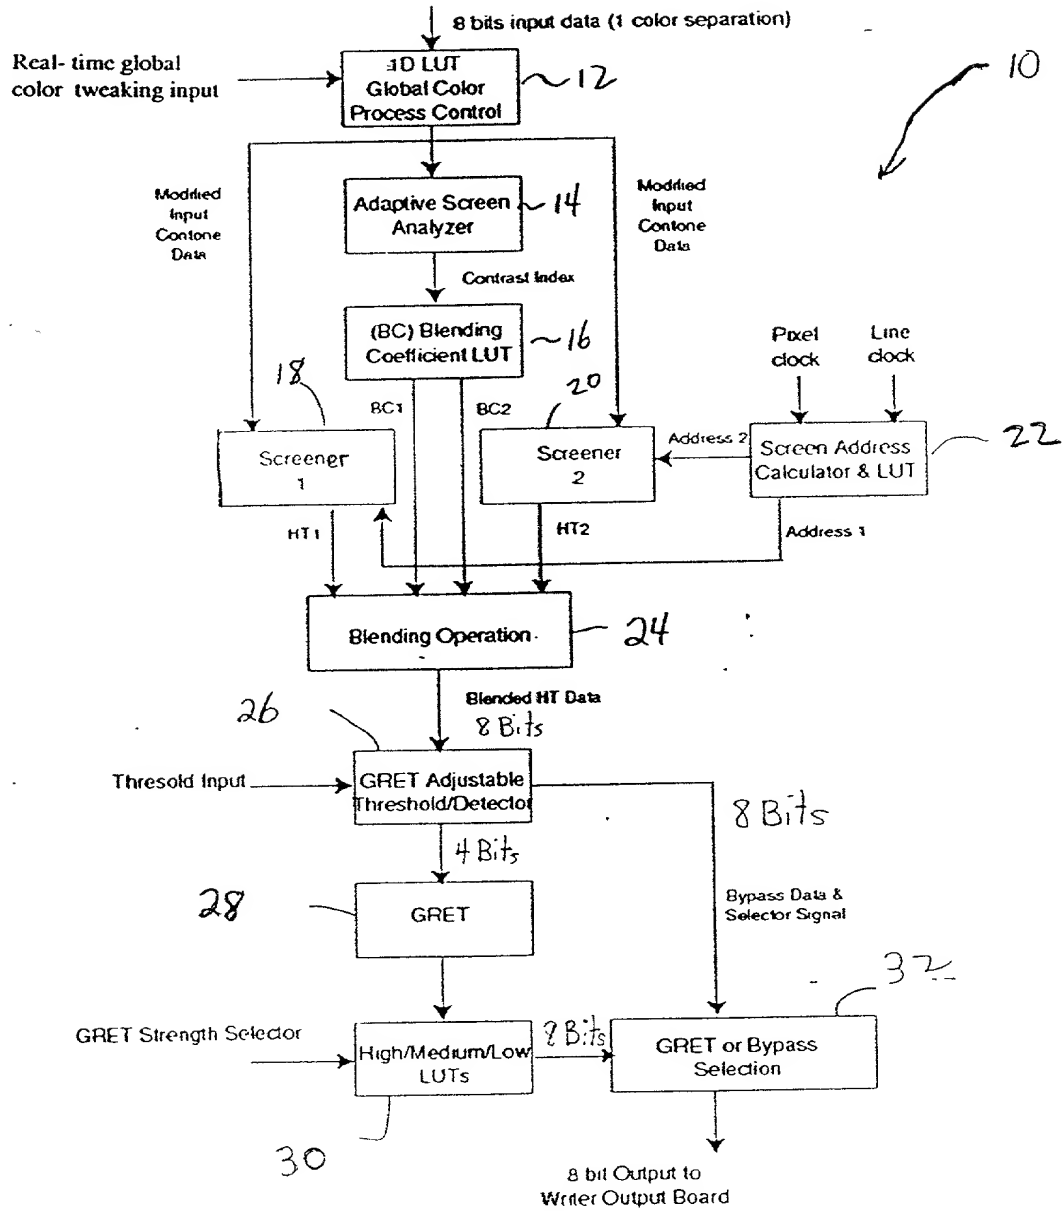 8 bits input data (1 color separation)
Real- time global
color tweaking input
1D LUT
Global Color
Process Control
12
10
Modified
Input
Contone
Data
Adaptive Screen
Analyzer
14
Modified
Input
Contone
Data
Contrast Index
(BC) Blending
Coefficient LUT
16
Pixel
clock
Line
clock
18
BC1
BC2
20
Screener
1
Screener
2
Address 2
Screen Address
Calculator & LUT
22
HT1
HT2
Address 1
Blending Operation
24
Blended HT Data
8 Bits
26
Thresold Input
GRET Adjustable
Threshold/Detector
8 Bits
4 Bits
28
GRET
Bypass Data &
Selector Signal
32
GRET Strength Selector
High/Medium/Low
LUTs
8 Bits
GRET or Bypass
Selection
30
8 bit Output to
Writer Output Board